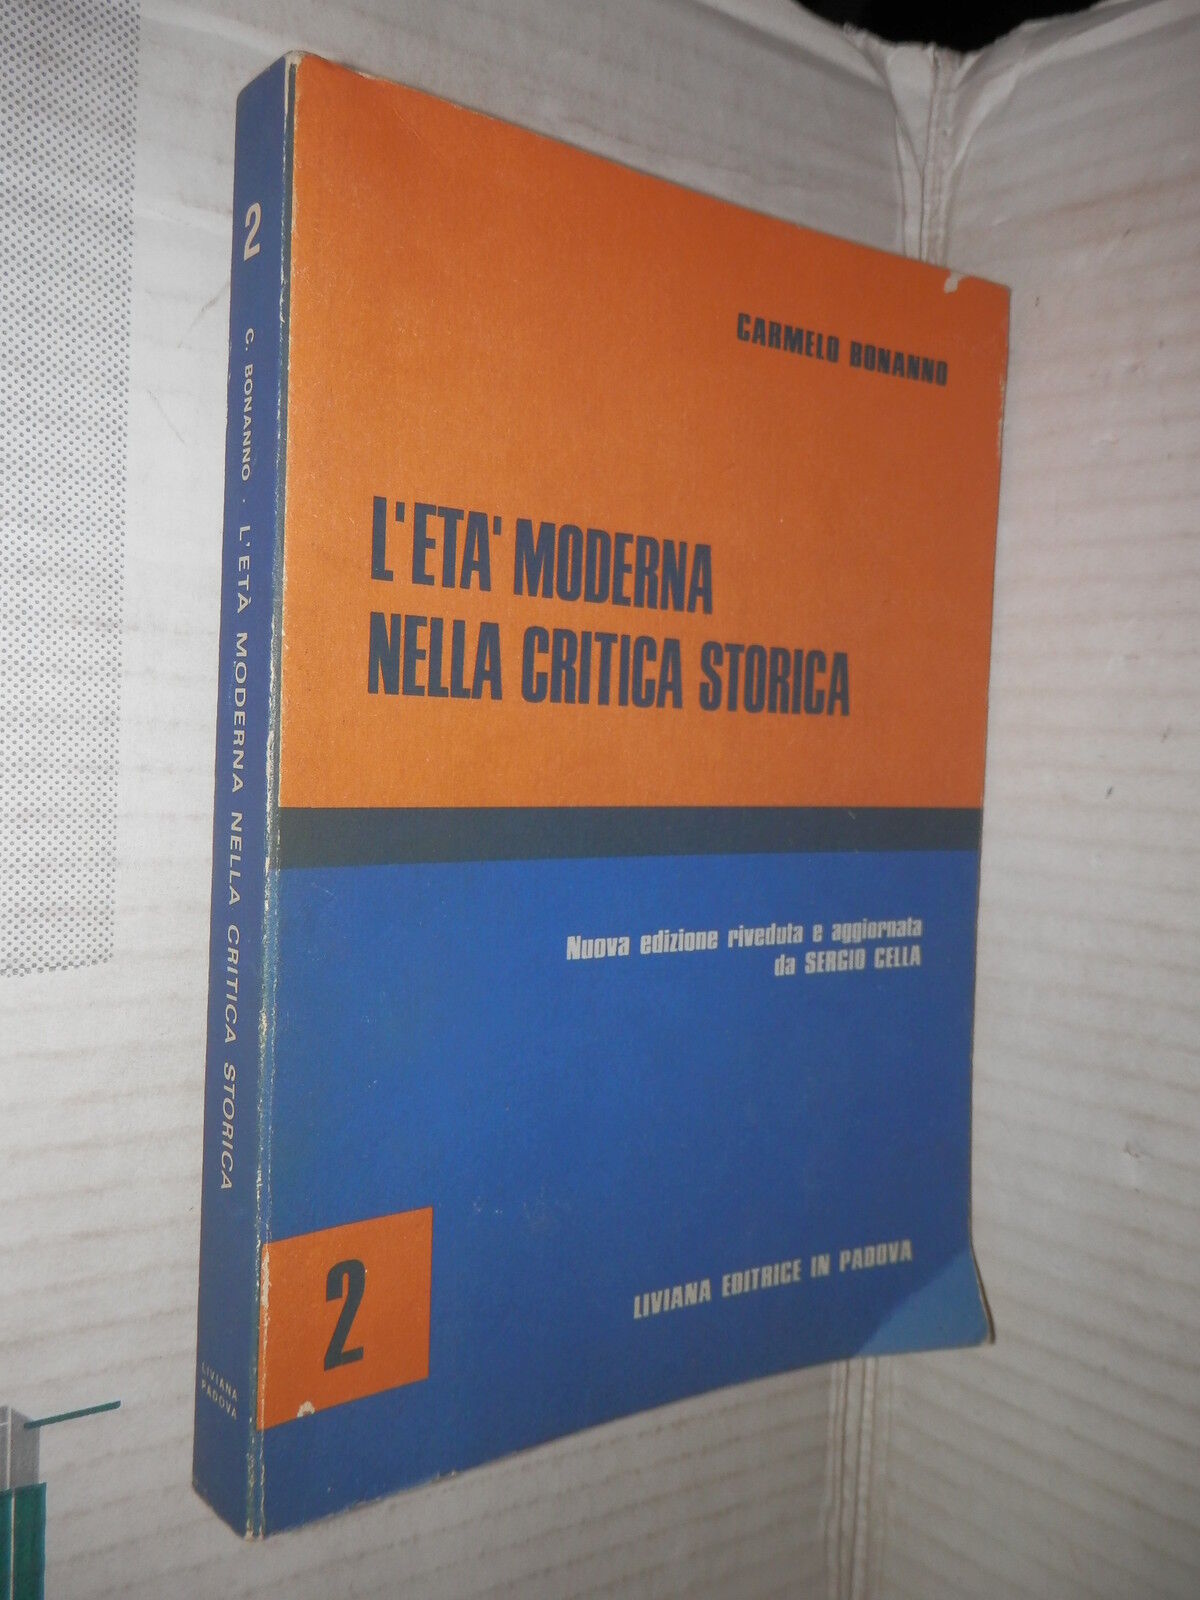 2 C. BONANNO · L'ETÀ MODERNA NELLA CRITICA STORICA
LIVIANA
PADOVA
CARMELO BONANNO
L'ETA' MODERNA
NELLA CRITICA STORICA
Nuova edizione riveduta e aggiornata
da SERGIO CELLA
2
LIVIANA EDITRICE IN PADOVA